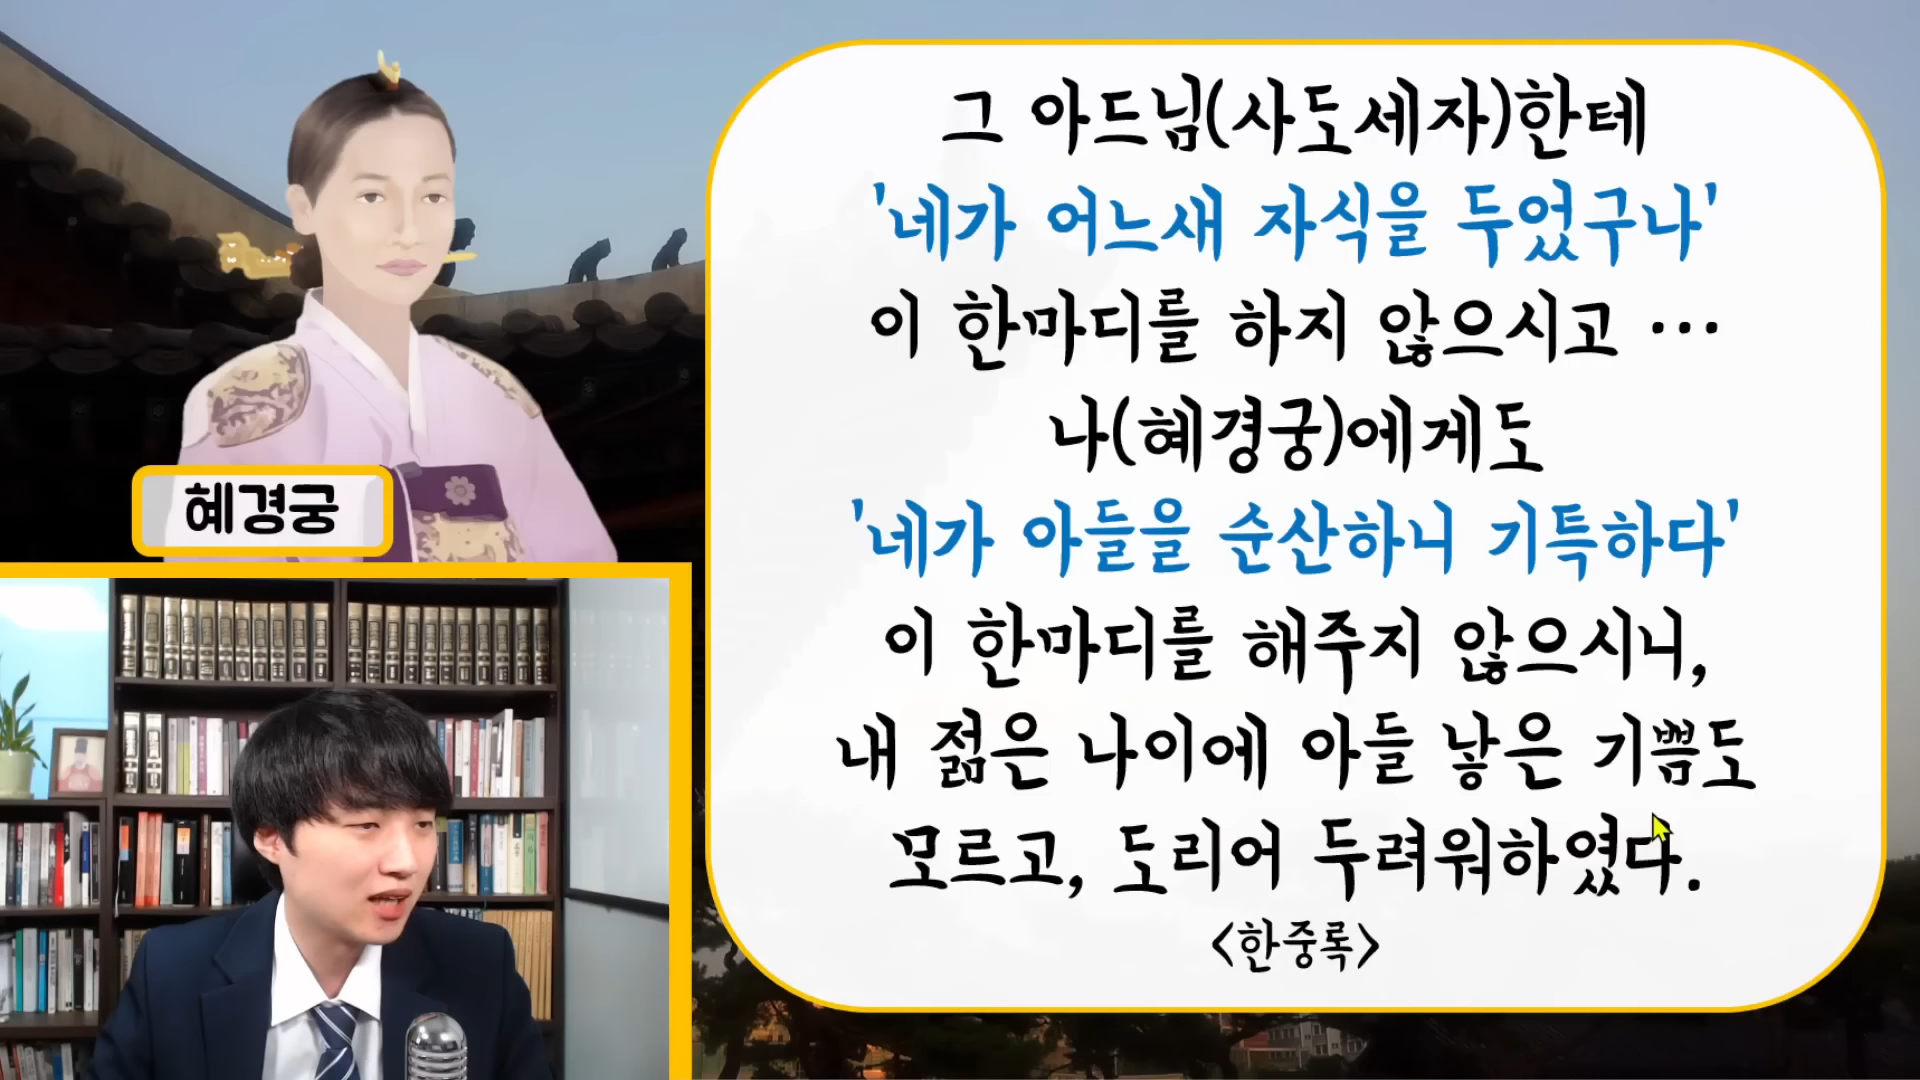 그 아드님(사도세자)한테
'네가 어느새 자식을 두었구나'
이 한마디를 하지 않으시고 …
나(혜경궁)에게도
'네가 아들을 순산하니 기특하다'
이 한마디를 해주지 않으시니,
내 젊은 나이에 아들 낳은 기쁨도
모르고, 도리어 두려워하였다.
<한중록>
혜경궁